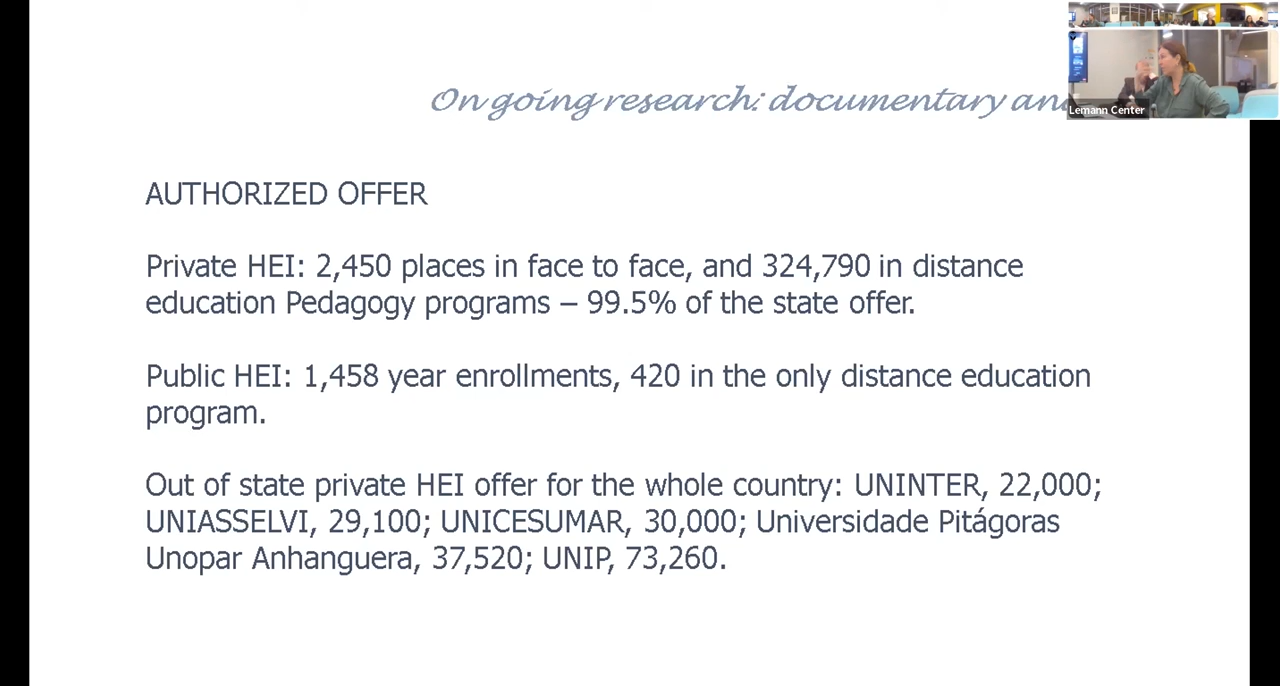 On going research: documentary and
Lemann Center
AUTHORIZED OFFER
Private HEI: 2,450 places in face to face, and 324,790 in distance
education Pedagogy programs – 99.5% of the state offer.
Public HEI: 1,458 year enrollments, 420 in the only distance education
program.
Out of state private HEI offer for the whole country: UNINTER, 22,000;
UNIASSELVI, 29,100; UNICESUMAR, 30,000; Universidade Pitágoras
Unopar Anhanguera, 37,520; UNIP, 73,260.